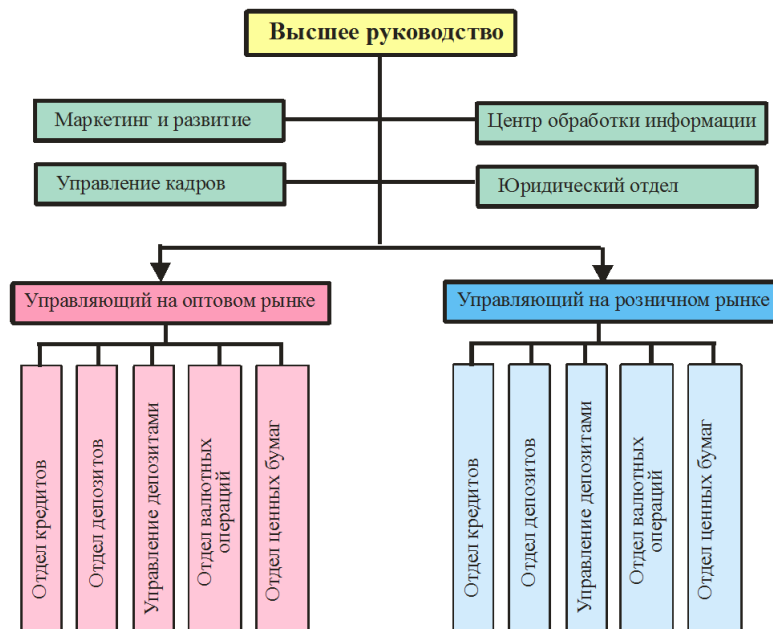 Высшее руководство
Маркетинг и развитие
Центр обработки информации
Управление кадров
Юридический отдел
Управляющий на оптовом рынке
Управляющий на розничном рынке
Отдел кредитов
Отдел депозитов
Управление депозитами
Отдел валютных
операций
Отдел ценных бумаг
Отдел кредитов
Отдел депозитов
Управление депозитами
Отдел валютных
операций
Отдел ценных бумаг